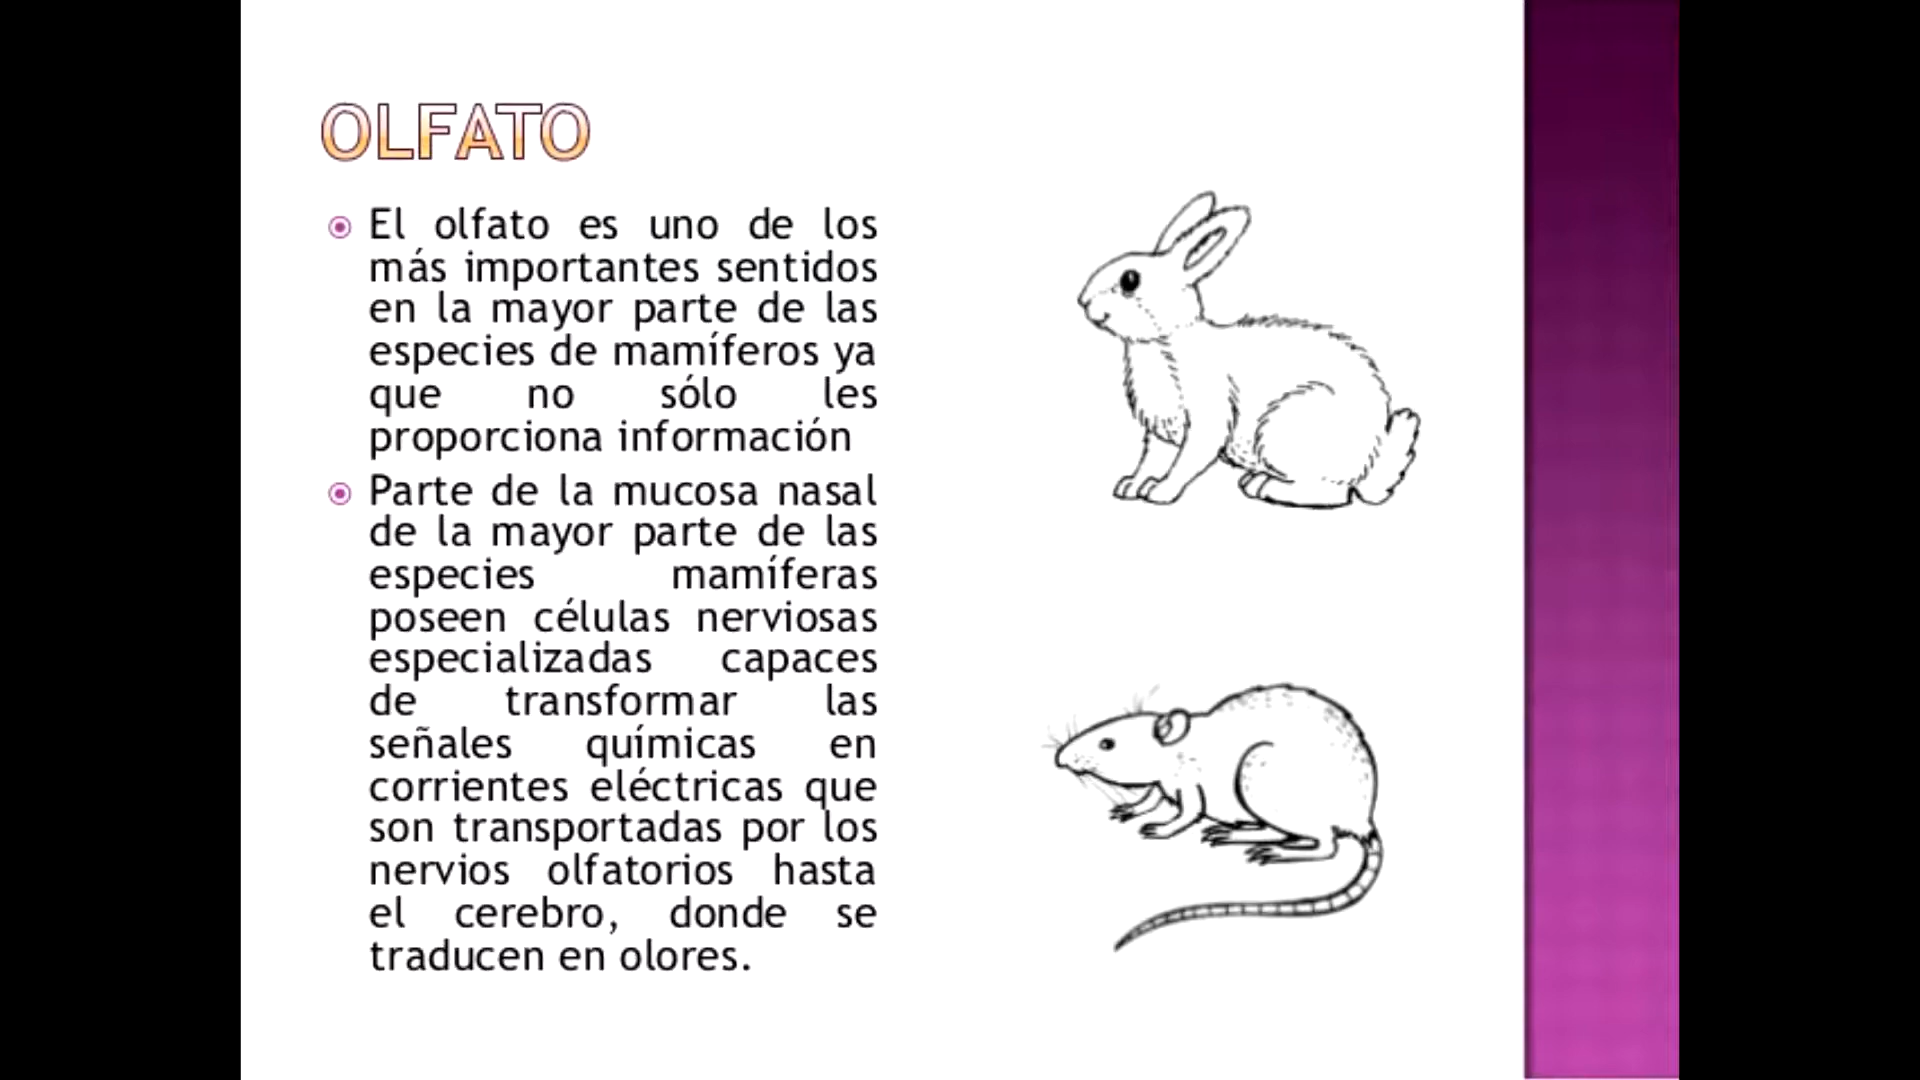 OLFATO
El olfato es uno de los
más importantes sentidos
en la mayor parte de las
especies de mamíferos ya
que no sólo les
proporciona información
Parte de la mucosa nasal
de la mayor parte de las
especies mamíferas
poseen células nerviosas
especializadas capaces
de transformar las
señales químicas en
corrientes eléctricas que
son transportadas por los
nervios olfatorios hasta
el cerebro, donde se
traducen en olores.